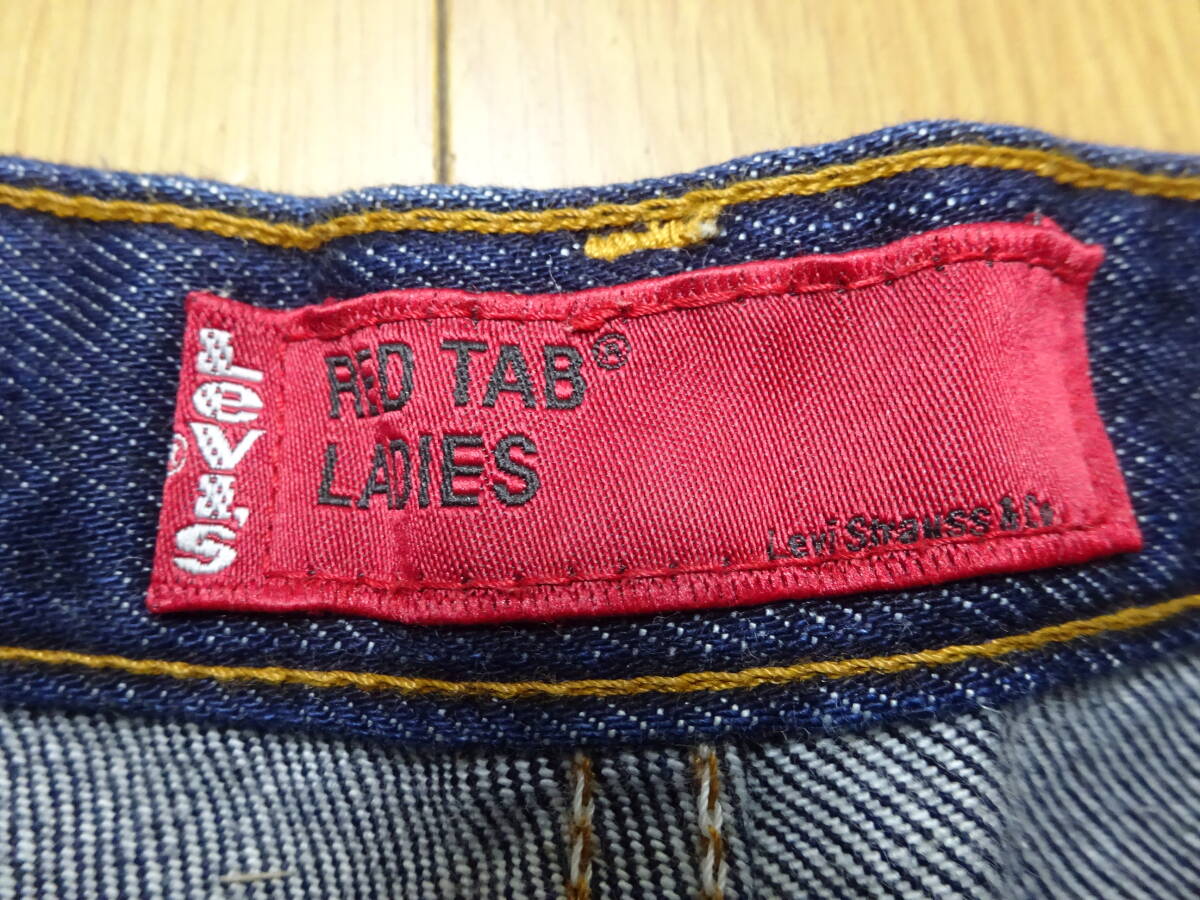 LEVI'S®
RED TAB®
LADIES
Levi Strauss & Co